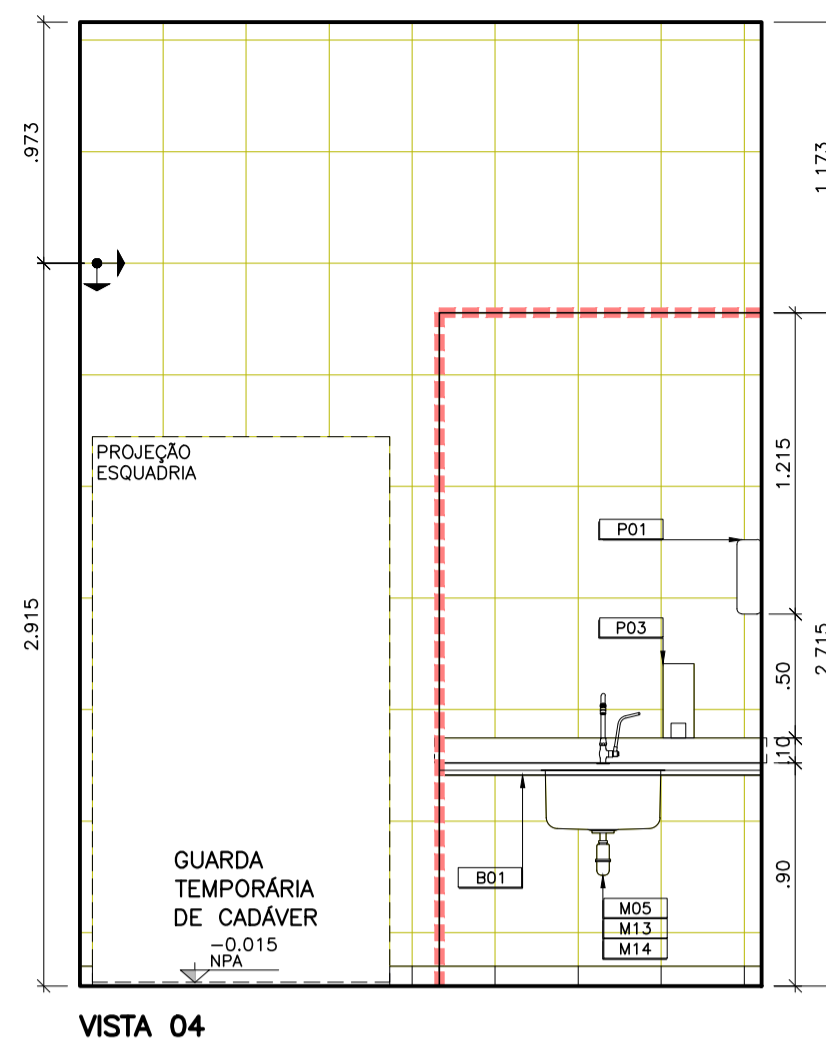 .973
1.173
PROJEÇÃO
ESQUADRIA
1.215
P01
2.915
P03
2.715
.50
.10
GUARDA
TEMPORÁRIA
DE CADÁVER
-0.015
NPA
B01
.90
M05
M13
M14
VISTA 04